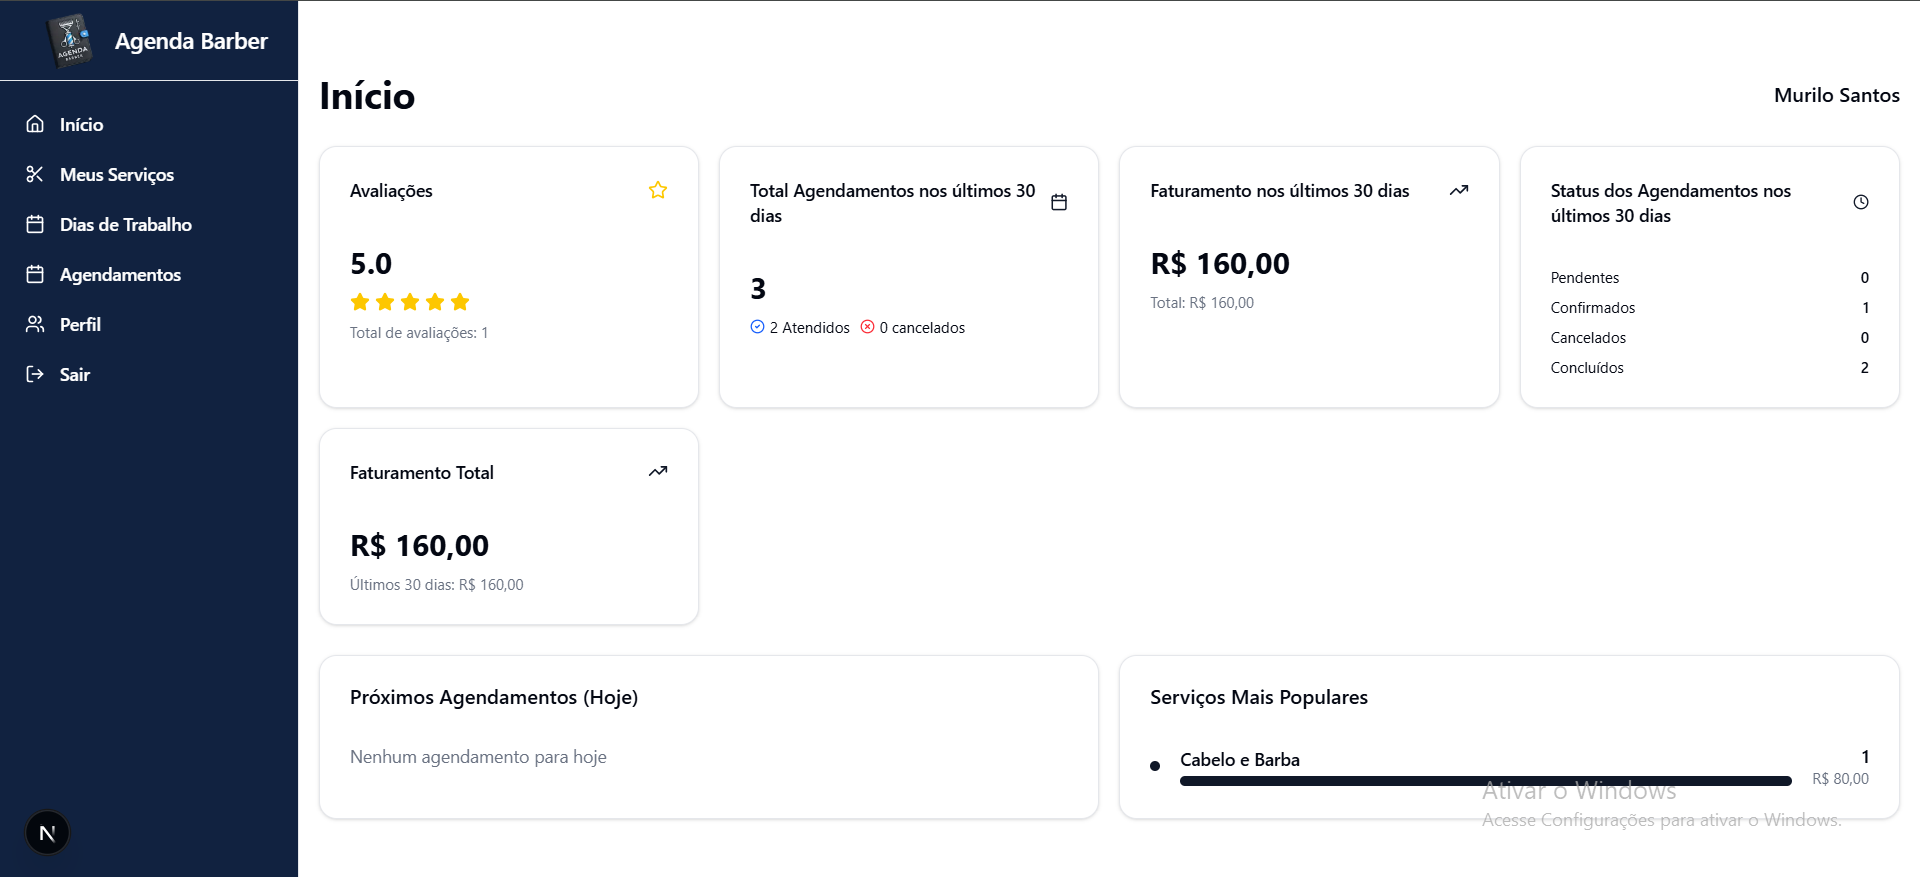 AGENDA
BARBER
Agenda Barber
Início
Meus Serviços
Dias de Trabalho
Agendamentos
Perfil
Sair
N
Início
Murilo Santos
Avaliações
5.0
Total de avaliações: 1
Total Agendamentos nos últimos 30
dias
3
2 Atendidos 0 cancelados
Faturamento nos últimos 30 dias
R$ 160,00
Total: R$ 160,00
Status dos Agendamentos nos
últimos 30 dias
Pendentes 0
Confirmados 1
Cancelados 0
Concluídos 2
Faturamento Total
R$ 160,00
Últimos 30 dias: R$ 160,00
Próximos Agendamentos (Hoje)
Nenhum agendamento para hoje
Serviços Mais Populares
Cabelo e Barba 1
R$ 80,00
Ativar o Windows
Acesse Configurações para ativar o Windows.